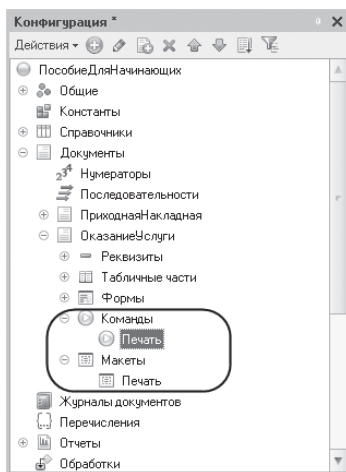 Конфигурация *
Действия
ПособиеДляНачинающих
Общие
Константы
Справочники
Документы
Нумераторы
Последовательности
ПриходнаяНакладная
ОказаниеУслуги
Реквизиты
Табличные части
Формы
Команды
Печать
Макеты
Печать
Журналы документов
Перечисления
Отчеты
Обработки